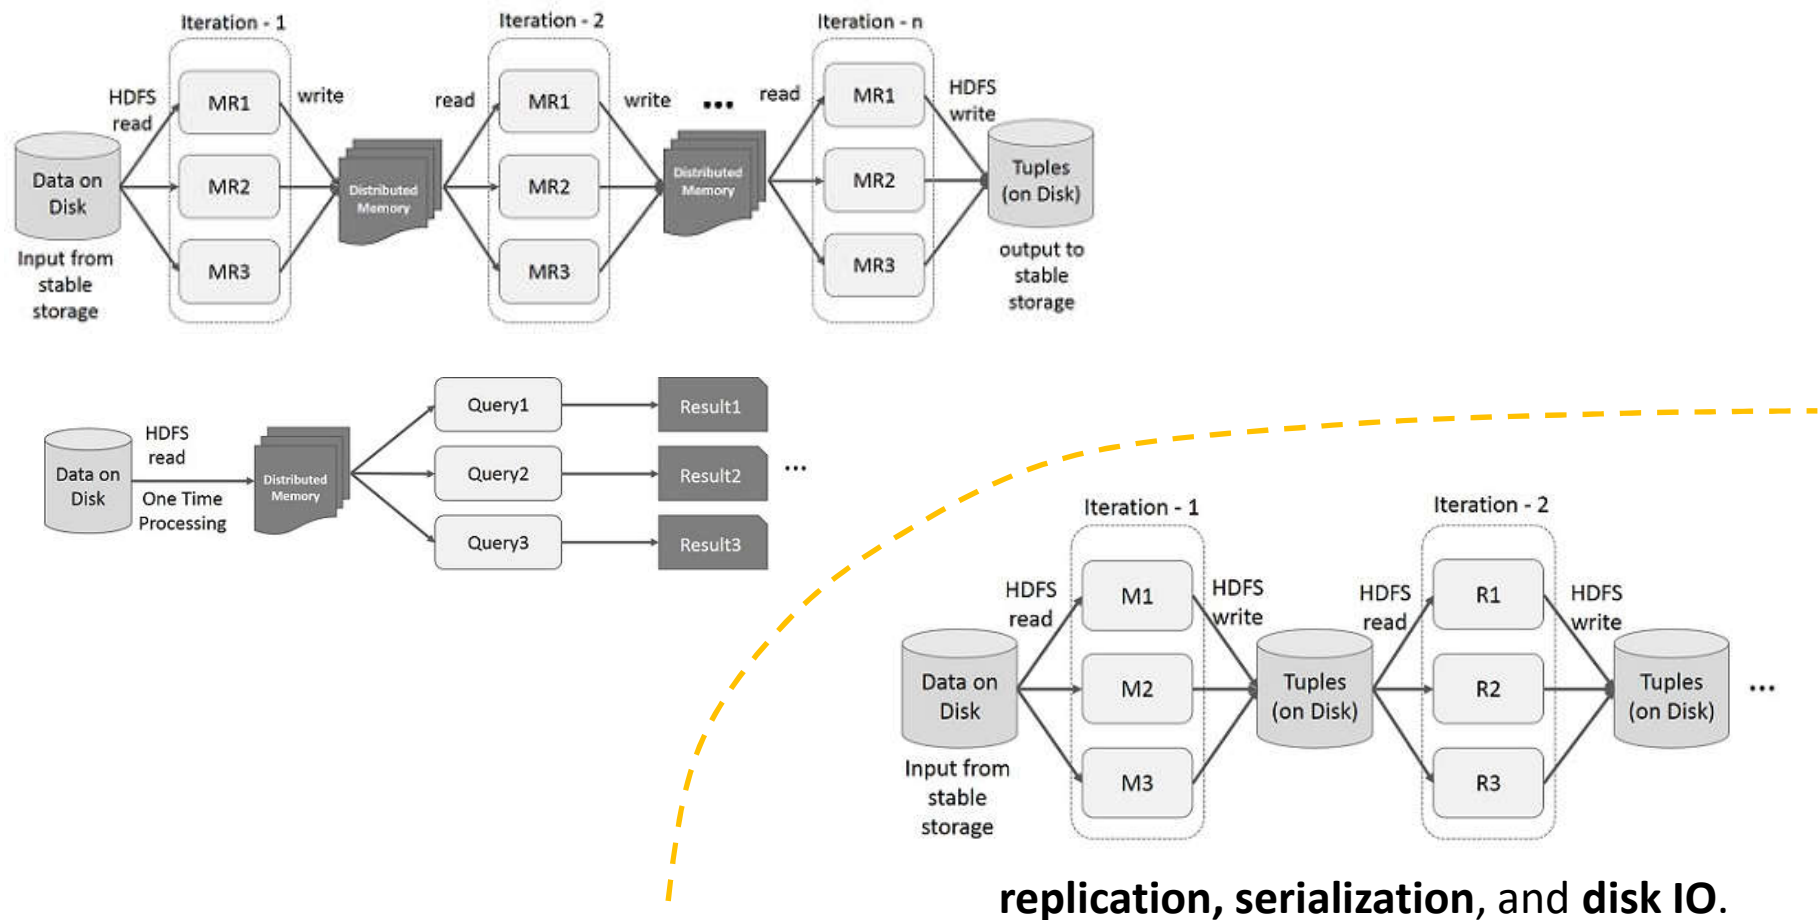 Iteration - 1
Iteration - 2
Iteration - n
HDFS
read
MR1
MR2
MR3
write
Data on
Disk
Input from
stable
storage
Distributed
Memory
read
MR1
MR2
MR3
write
...
Distributed
Memory
read
MR1
MR2
MR3
HDFS
write
Tuples
(on Disk)
output to
stable
storage
Data on
Disk
HDFS
read
One Time
Processing
Distributed
Memory
Query1
Result1
Query2
Result2
...
Query3
Result3
Iteration - 1
Iteration - 2
HDFS
read
M1
M2
M3
HDFS
write
Data on
Disk
Input from
stable
storage
Tuples
(on Disk)
HDFS
read
R1
R2
R3
HDFS
write
Tuples
(on Disk)
...
replication, serialization, and disk IO.